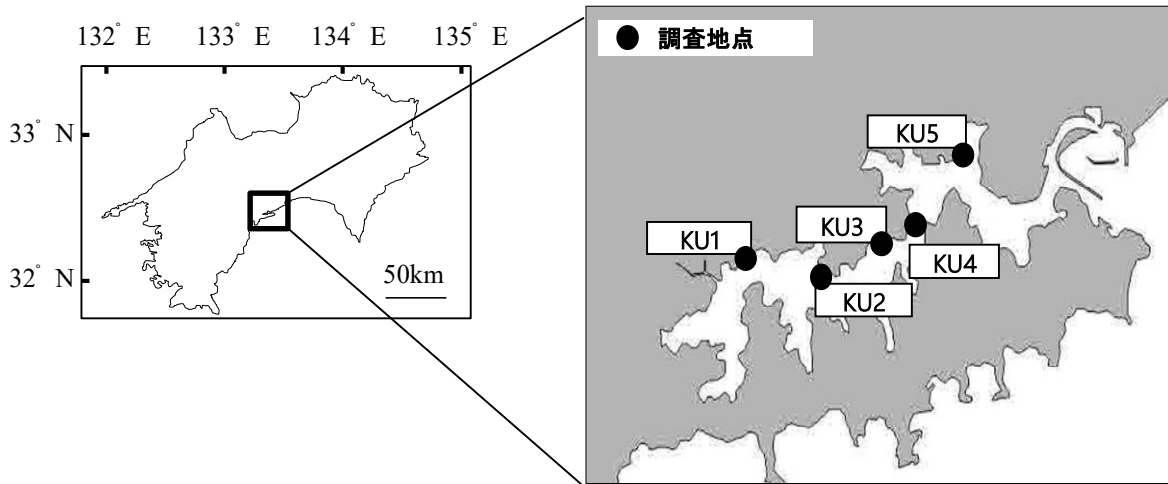 132° E 133° E 134° E 135° E
33° N
32° N
50km
● 調査地点
KU5
KU3
KU1
KU4
KU2